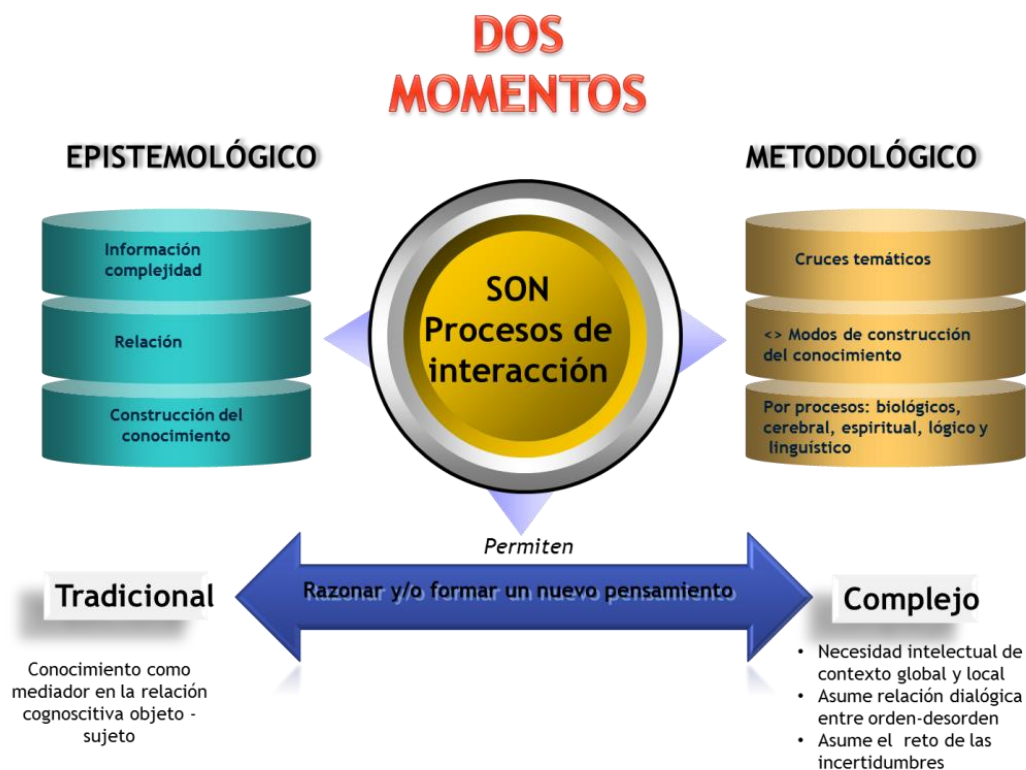 DOS
MOMENTOS
EPISTEMOLÓGICO
METODOLÓGICO
Información
complejidad
Relación
Construcción del
conocimiento
SON
Procesos de
interacción
Cruces temáticos
<> Modos de construcción
del conocimiento
Por procesos: biológicos,
cerebral, espiritual, lógico y
linguístico
Permiten
Razonar y/o formar un nuevo pensamiento
Tradicional
Conocimiento como
mediador en la relación
cognoscitiva objeto -
sujeto
Complejo
• Necesidad intelectual de
contexto global y local
• Asume relación dialógica
entre orden-desorden
• Asume el reto de las
incertidumbres